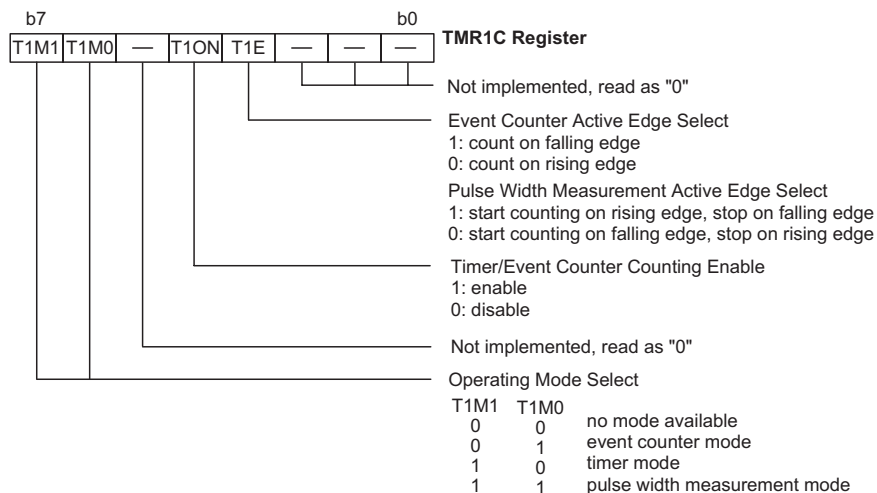 b7 b0
T1M1 T1M0 — T1ON T1E — — —
TMR1C Register
Not implemented, read as "0"
Event Counter Active Edge Select
1: count on falling edge
0: count on rising edge
Pulse Width Measurement Active Edge Select
1: start counting on rising edge, stop on falling edge
0: start counting on falling edge, stop on rising edge
Timer/Event Counter Counting Enable
1: enable
0: disable
Not implemented, read as "0"
Operating Mode Select
T1M1 T1M0
0 0 no mode available
0 1 event counter mode
1 0 timer mode
1 1 pulse width measurement mode